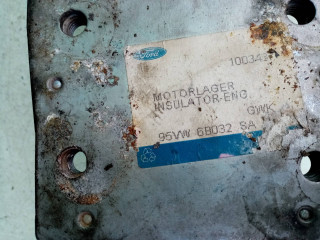 Ford
10034
MOTORLAGER
INSULATOR-ENG
GWK
95VW 6B032 SA